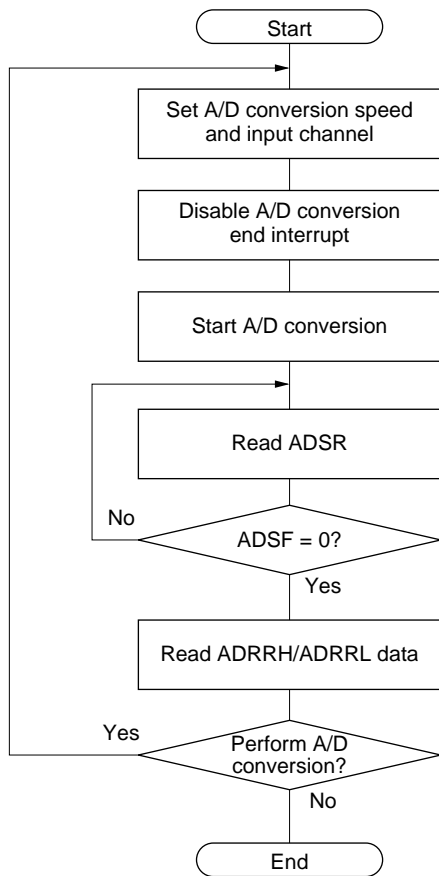 Start
Set A/D conversion speed
and input channel
Disable A/D conversion
end interrupt
Start A/D conversion
Read ADSR
No
ADSF = 0?
Yes
Read ADRRH/ADRRL data
Yes
Perform A/D
conversion?
No
End